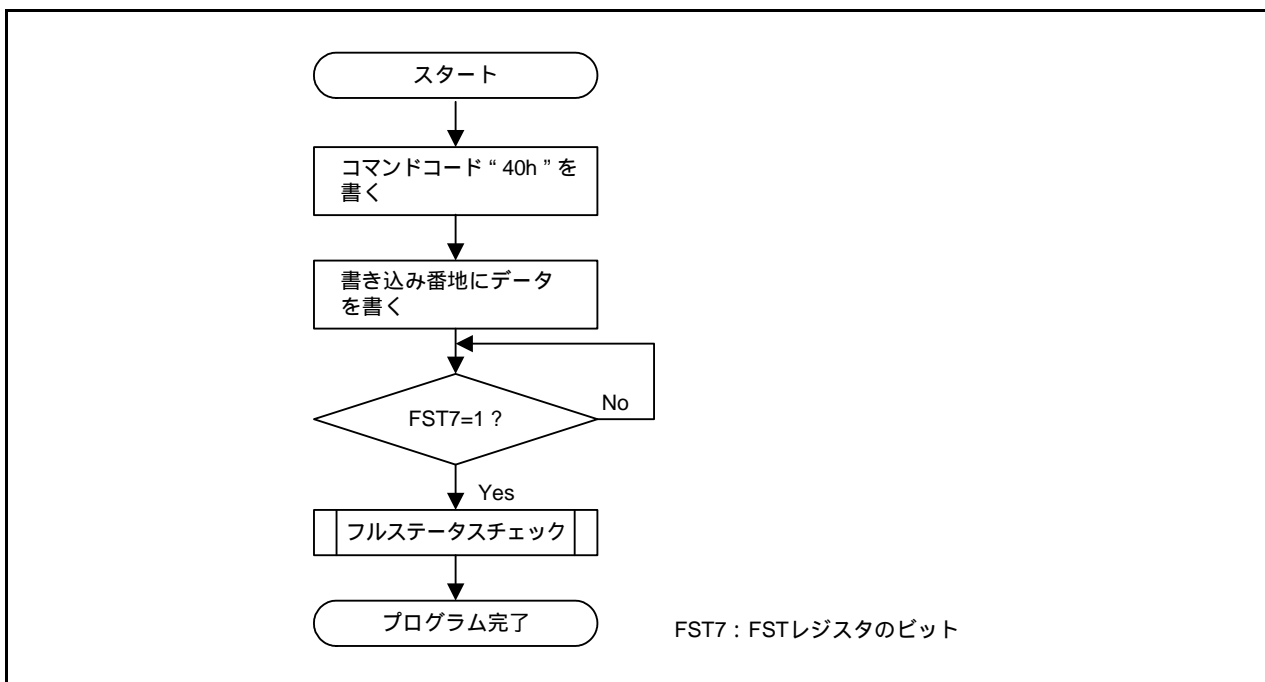 スタート
コマンドコード “ 40h ” を
書く
書き込み番地にデータ
を書く
FST7=1 ?
No
Yes
フルステータスチェック
プログラム完了
FST7 : FSTレジスタのビット